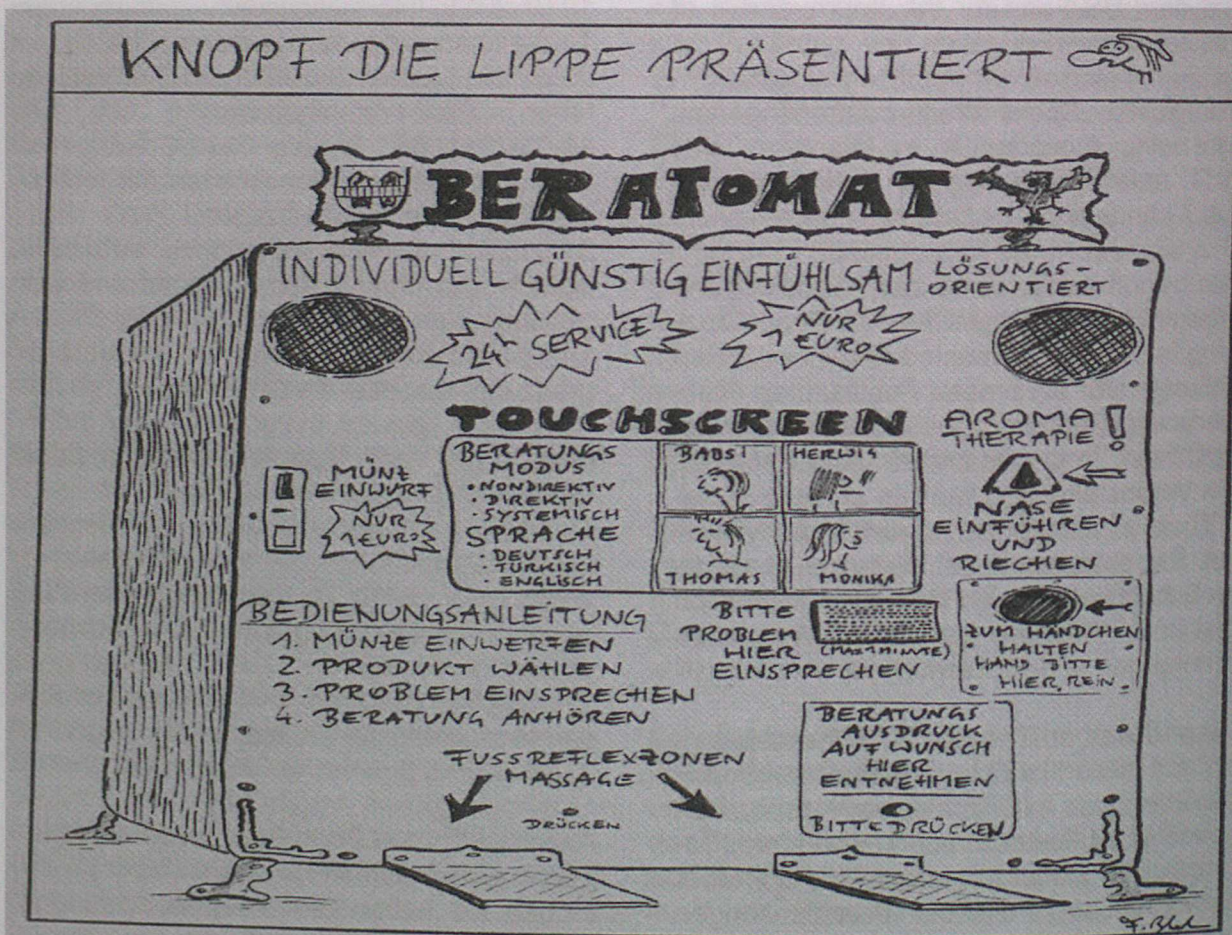 KNOPF DIE LIPPE PRÄSENTIERT
BERATOMAT
INDIVIDUELL GÜNSTIG EINFÜHLSAM LÖSUNGS-
ORIENTIERT
24h SERVICE
NUR
1 EURO
TOUCHSCREEN
MÜNZ
EINWURF
NUR
1 EURO
BERATUNGS
MODUS
• NONDIREKTIV
• DIREKTIV
• SYSTEMISCH
SPRACHE
• DEUTSCH
• TÜRKISCH
• ENGLISCH
BABSI
HERWIG
THOMAS
MONIKA
AROMA
THERAPIE!
NASE
EINFÜHREN
UND
RIECHEN
BEDIENUNGSANLEITUNG
1. MÜNZE EINWERFEN
2. PRODUKT WÄHLEN
3. PROBLEM EINSPRECHEN
4. BERATUNG ANHÖREN
BITTE
PROBLEM
HIER (MAX 1 MINUTE)
EINSPRECHEN
ZUM HÄNDCHEN
HALTEN
HAND BITTE
HIER REIN
FUSSREFLEXZONEN
MASSAGE
DRÜCKEN
BERATUNGS
AUSDRUCK
AUF WUNSCH
HIER
ENTNEHMEN
BITTE DRÜCKEN